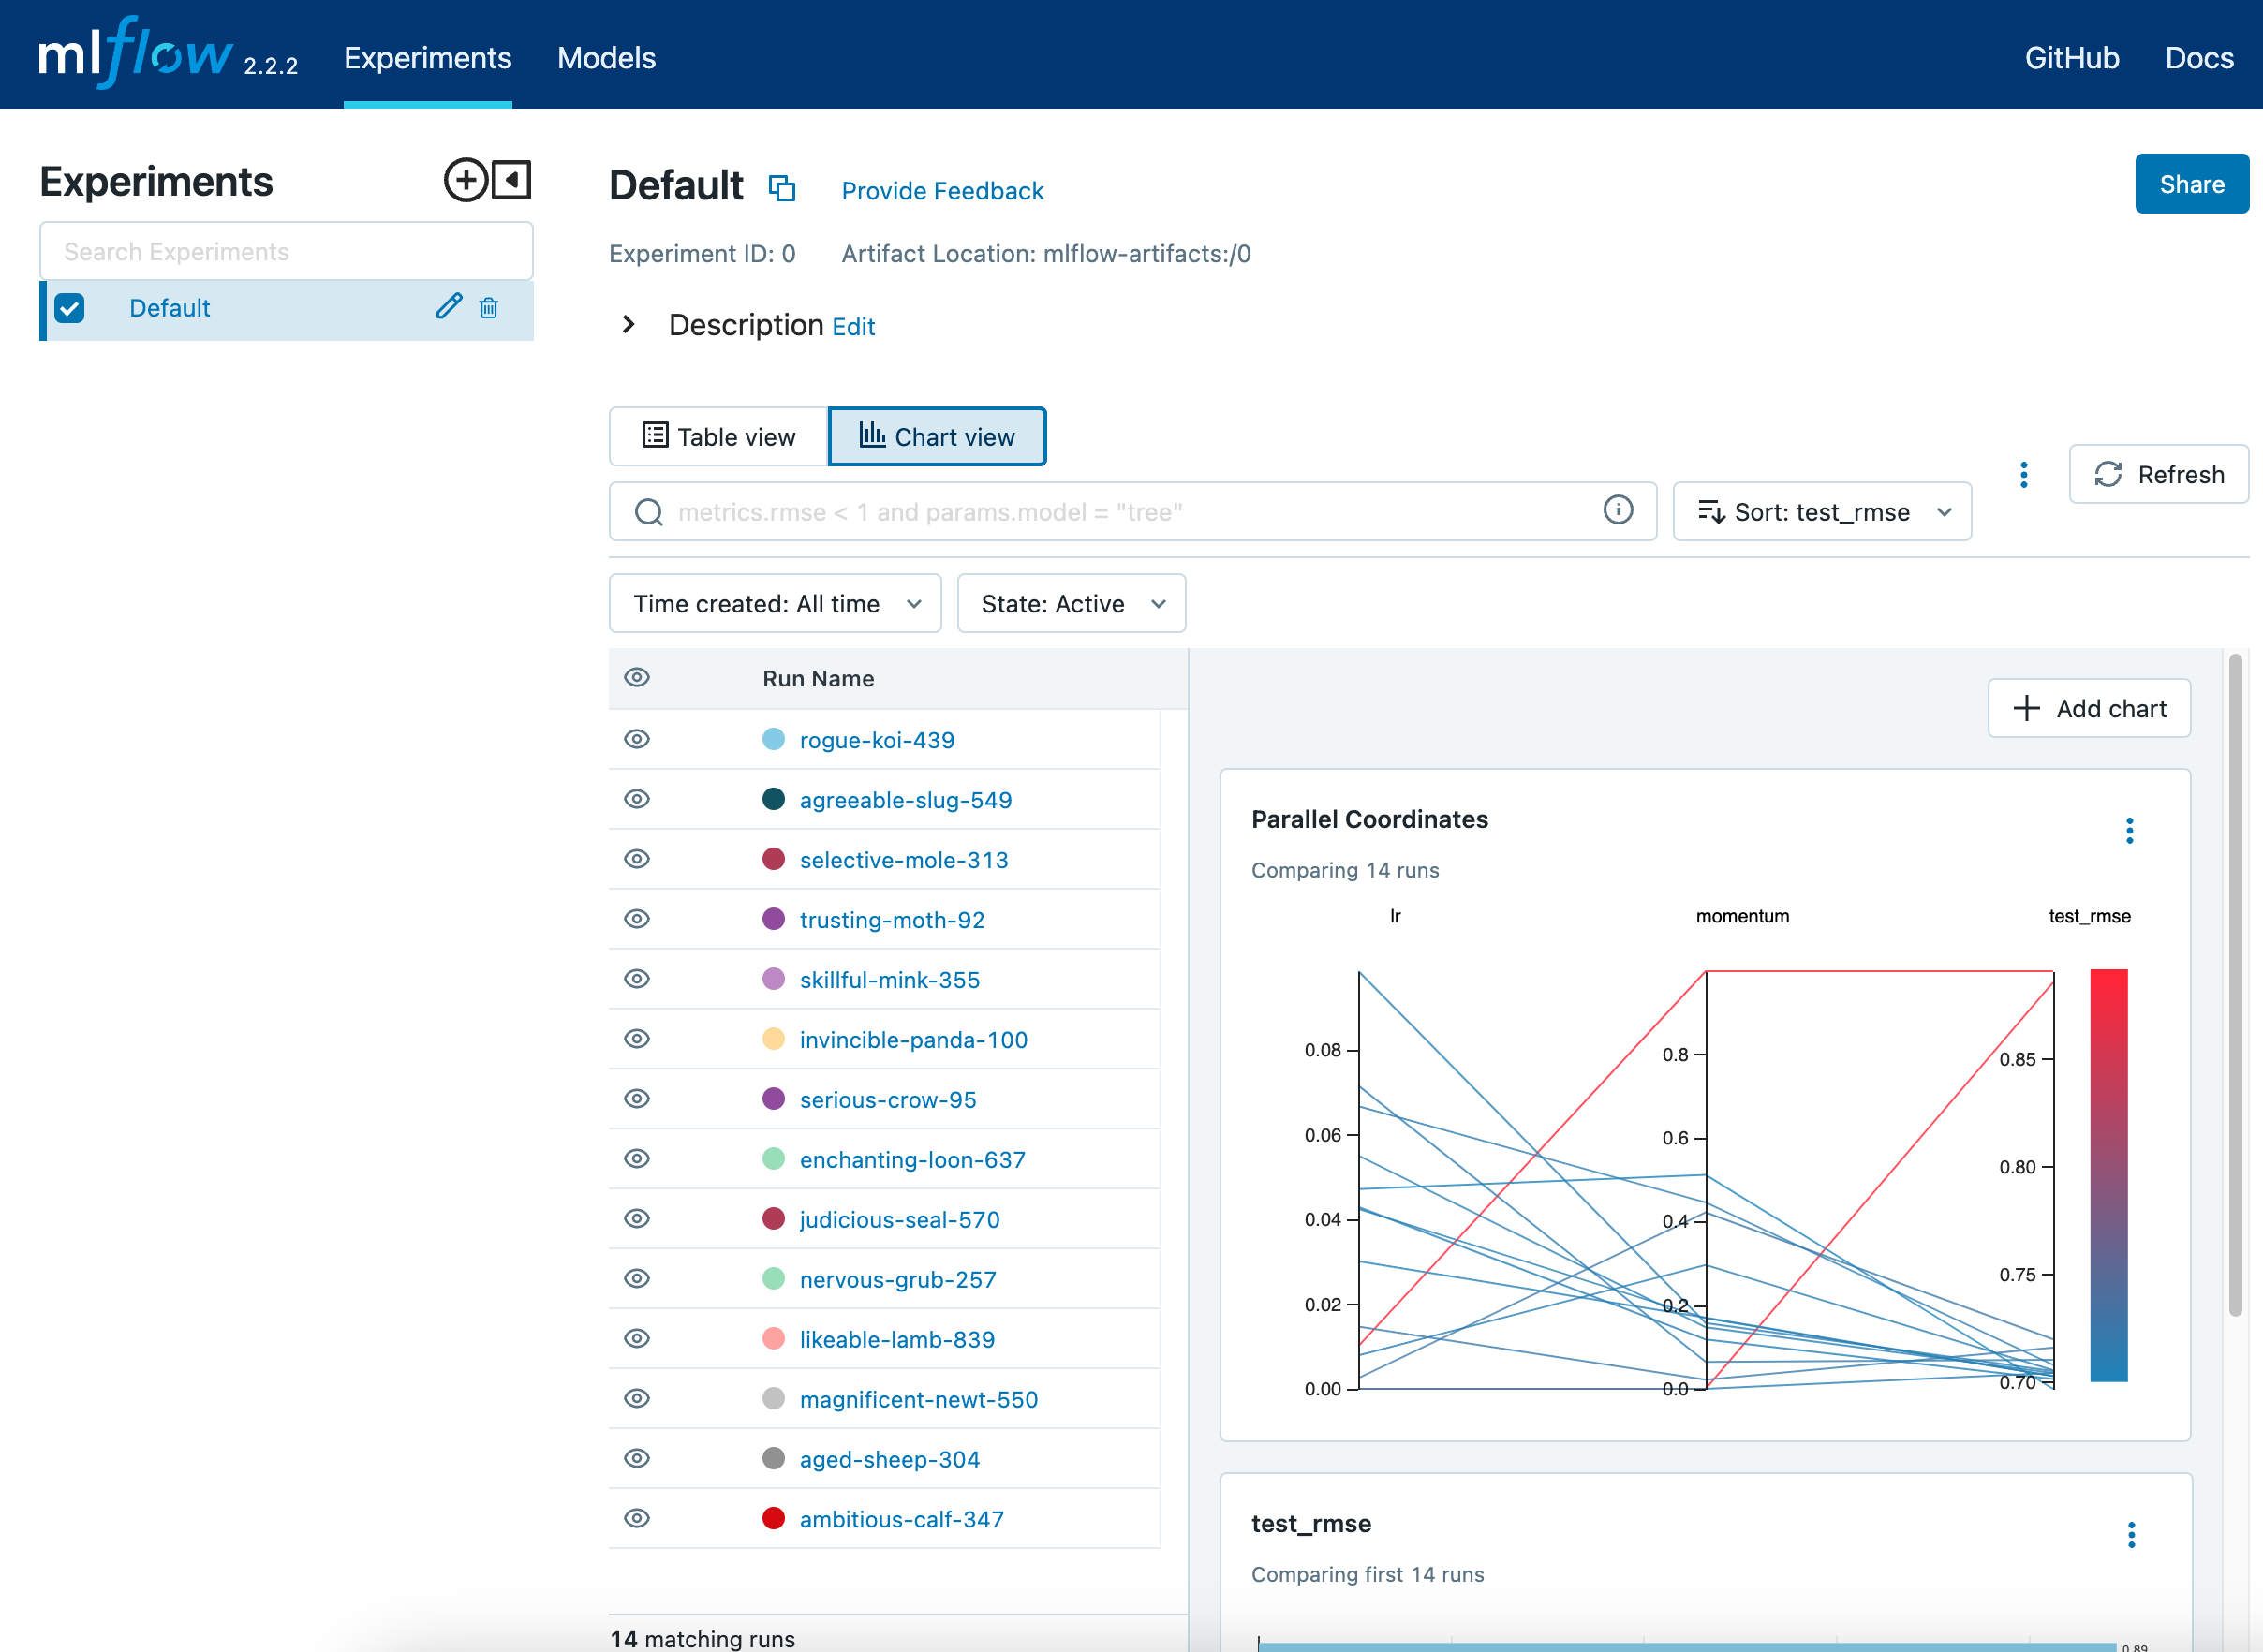 mlflow 2.2.2 Experiments Models GitHub Docs
Experiments
Search Experiments
Default
Default Provide Feedback Share
Experiment ID: 0 Artifact Location: mlflow-artifacts:/0
Description Edit
Table view Chart view
Refresh
metrics.rmse < 1 and params.model = "tree" Sort: test_rmse
Time created: All time State: Active
Run Name
rogue-koi-439
agreeable-slug-549
selective-mole-313
trusting-moth-92
skillful-mink-355
invincible-panda-100
serious-crow-95
enchanting-loon-637
judicious-seal-570
nervous-grub-257
likeable-lamb-839
magnificent-newt-550
aged-sheep-304
ambitious-calf-347
14 matching runs
Add chart
Parallel Coordinates
Comparing 14 runs
lr momentum test_rmse
0.08
0.06
0.04
0.02
0.00
0.8
0.6
0.4
0.2
0.0
0.85
0.80
0.75
0.70
test_rmse
Comparing first 14 runs
0.89